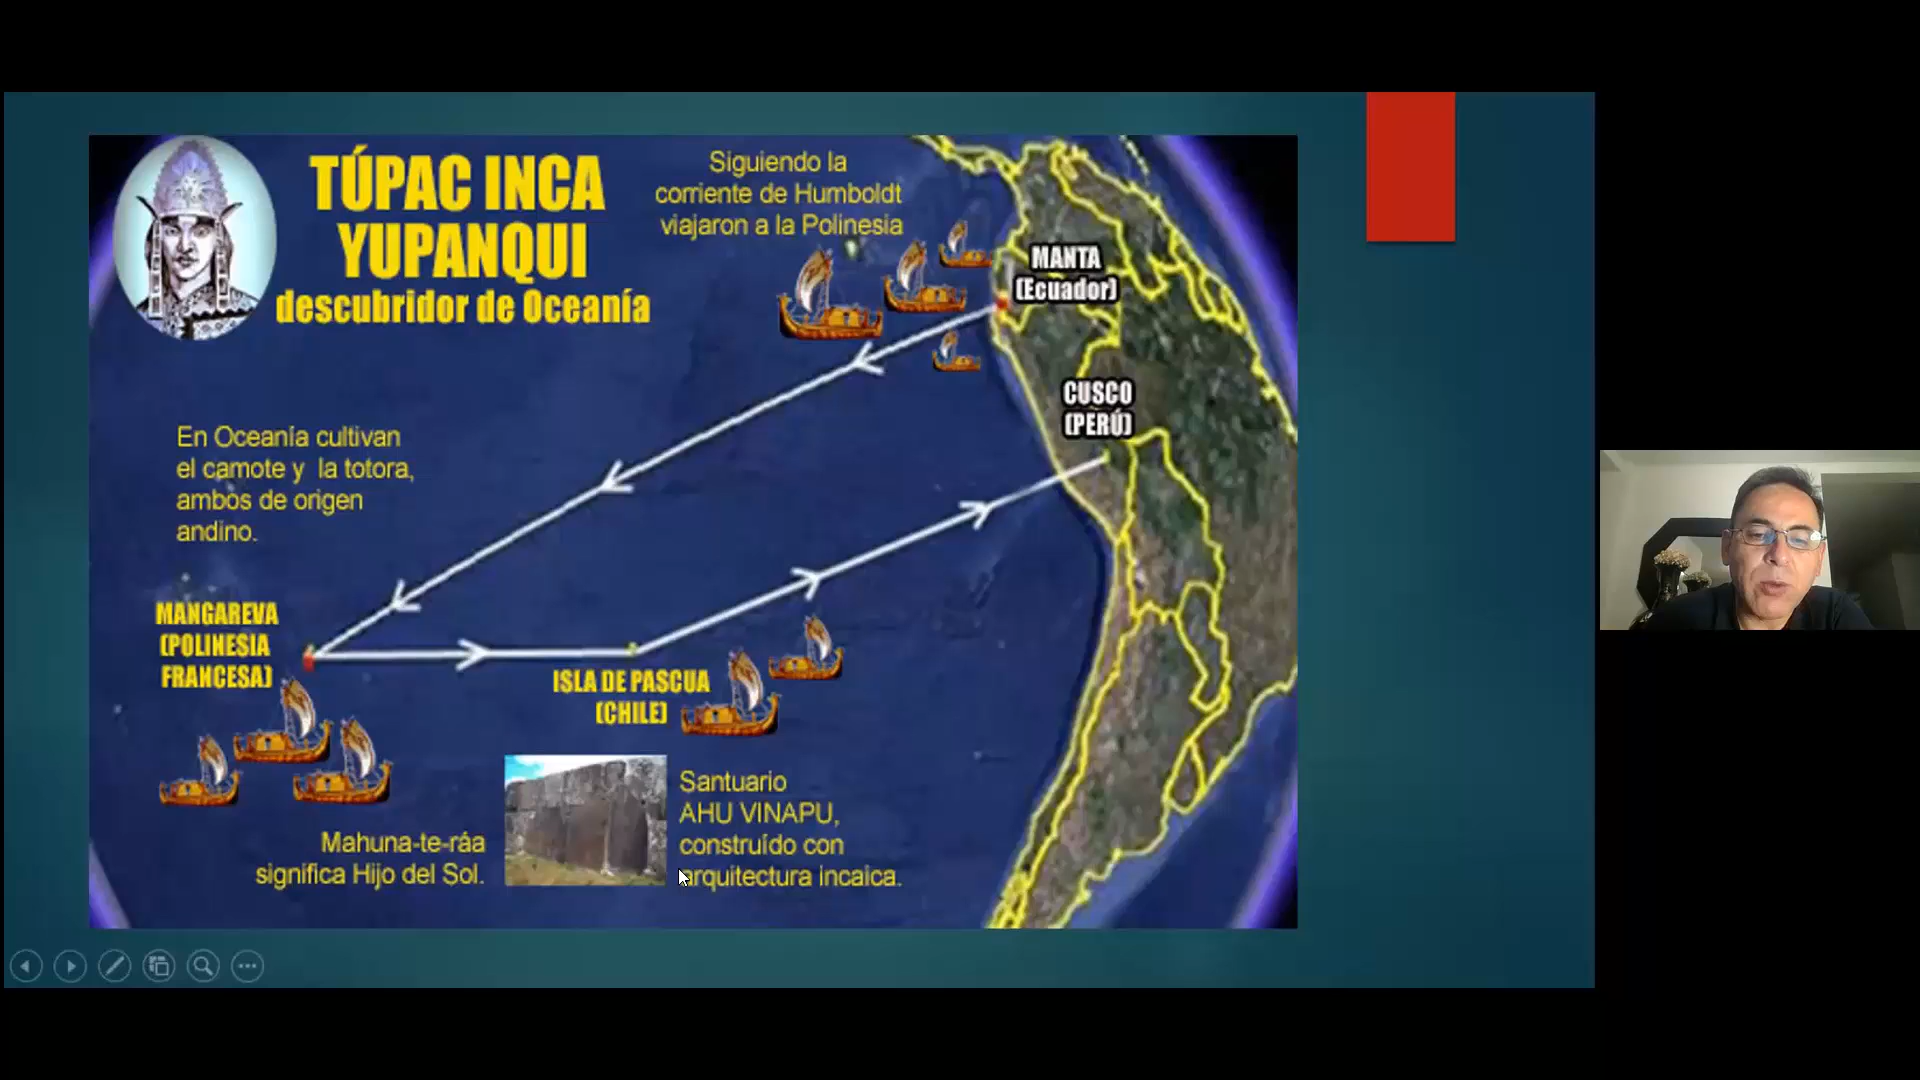 TÚPAC INCA
YUPANQUI
descubridor de Oceanía
Siguiendo la
corriente de Humboldt
viajaron a la Polinesia
MANTA
(Ecuador)
CUSCO
(PERÚ)
En Oceanía cultivan
el camote y la totora,
ambos de origen
andino.
MANGAREVA
(POLINESIA
FRANCESA)
ISLA DE PASCUA
(CHILE)
Mahuna-te-ráa
significa Hijo del Sol.
Santuario
AHU VINAPU,
construído con
arquitectura incaica.